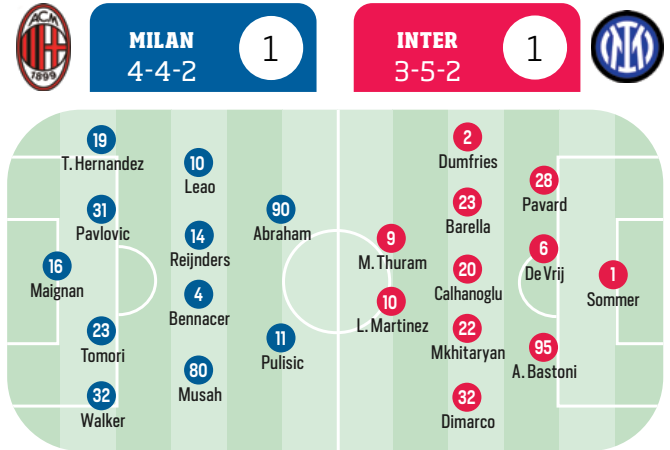 ACM
1899
MILAN
4-4-2
1
INTER
3-5-2
1
19
T. Hernandez
31
Pavlovic
16
Maignan
23
Tomori
32
Walker
10
Leao
14
Reijnders
4
Bennacer
80
Musah
90
Abraham
11
Pulisic
9
M. Thuram
10
L. Martinez
2
Dumfries
23
Barella
20
Calhanoglu
22
Mkhitaryan
32
Dimarco
28
Pavard
6
De Vrij
95
A. Bastoni
1
Sommer